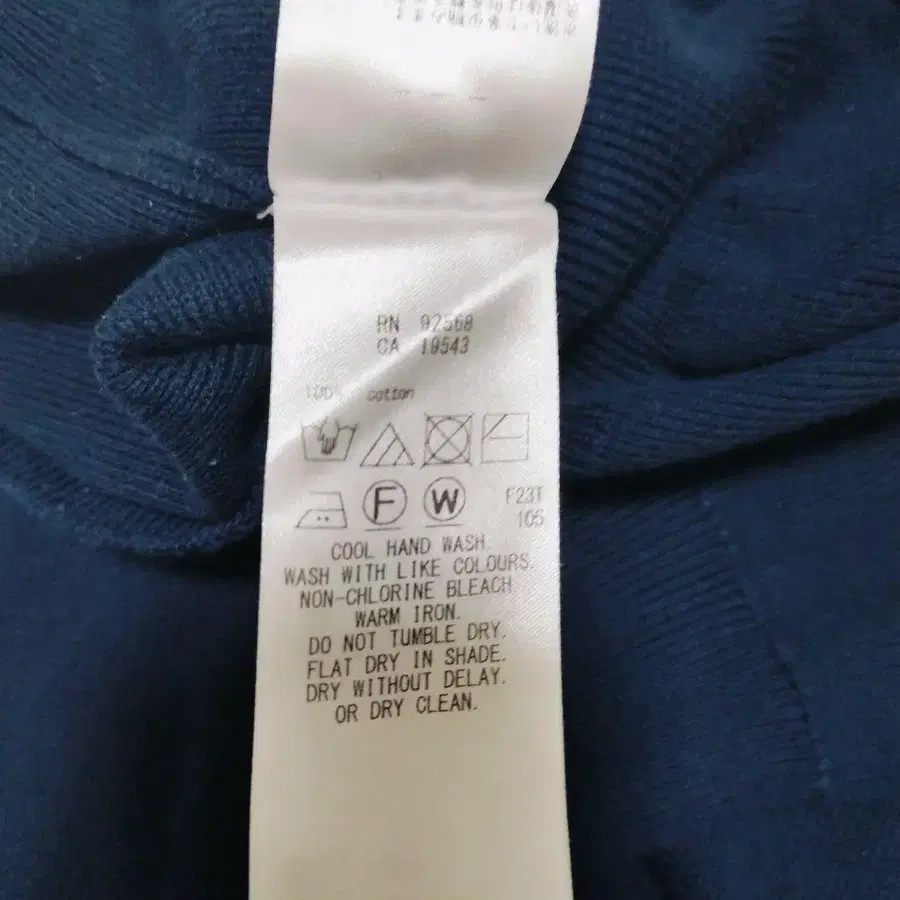 RN 92568
CA 19543
100% cotton
F W F23T
105
COOL HAND WASH.
WASH WITH LIKE COLOURS.
NON-CHLORINE BLEACH.
WARM IRON.
DO NOT TUMBLE DRY.
FLAT DRY IN SHADE.
DRY WITHOUT DELAY.
OR DRY CLEAN.